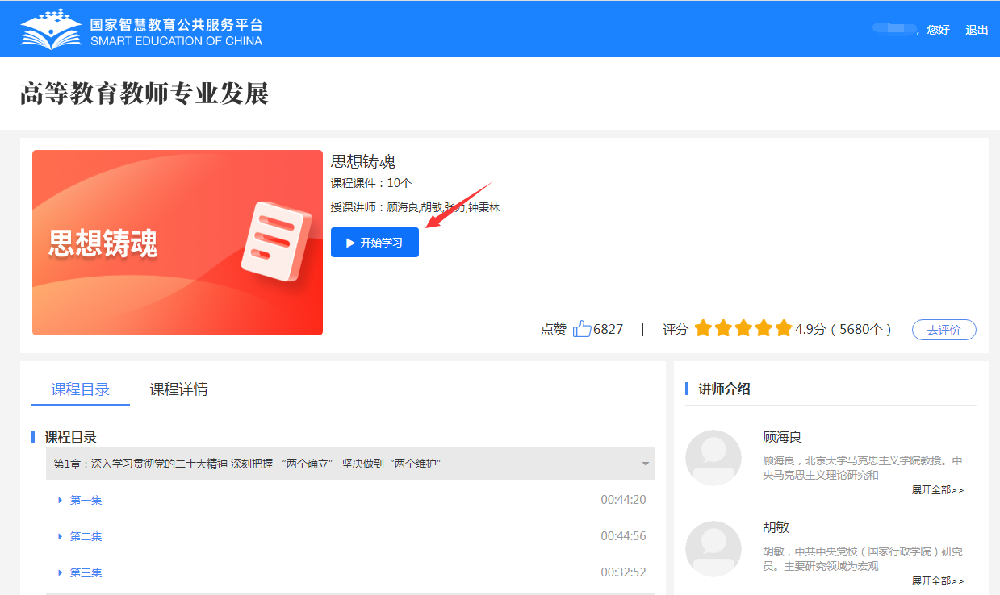 国家智慧教育公共服务平台
SMART EDUCATION OF CHINA
，您好 退出
高等教育教师专业发展
思想铸魂
思想铸魂
课程课件：10个
授课讲师：顾海良,胡敏,张力,钟秉林
开始学习
点赞 6827 | 评分 4.9分 ( 5680个 ) 去评价
课程目录 课程详情
课程目录
第1章：深入学习贯彻党的二十大精神 深刻把握 “两个确立” 坚决做到“两个维护”
第一集 00:44:20
第二集 00:44:56
第三集 00:32:52
讲师介绍
顾海良
顾海良，北京大学马克思主义学院教授。中
央马克思主义理论研究和
展开全部>>
胡敏
胡敏，中共中央党校（国家行政学院）研究
员。主要研究领域为宏观
展开全部>>